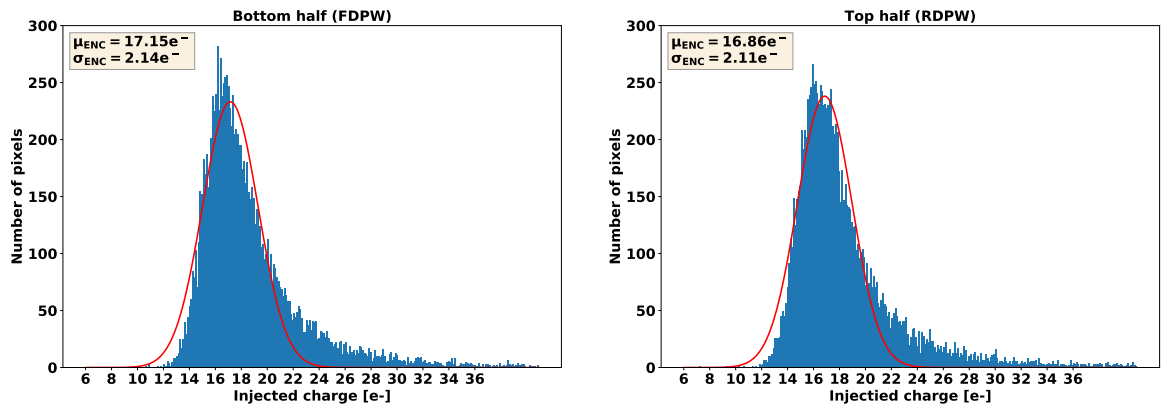 Bottom half (FDPW)
μENC = 17.15e−
σENC = 2.14e−
Number of pixels
300
250
200
150
100
50
0
6 8 10 12 14 16 18 20 22 24 26 28 30 32 34 36
Injected charge [e-]
Top half (RDPW)
μENC = 16.86e−
σENC = 2.11e−
Number of pixels
300
250
200
150
100
50
0
6 8 10 12 14 16 18 20 22 24 26 28 30 32 34 36
Injectied charge [e-]